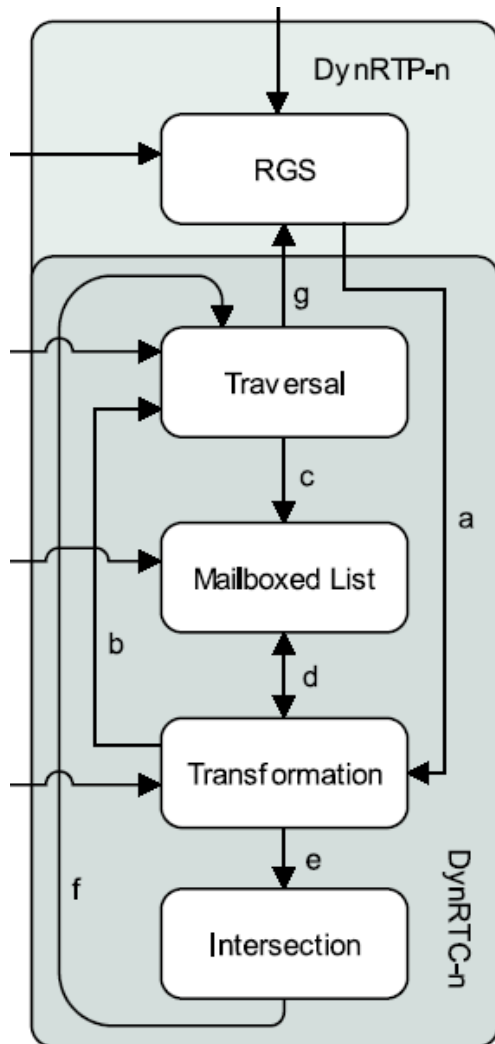 DynRTP-n
RGS
g
Traversal
c
a
Mailboxed List
b
d
Transformation
e
f
Intersection
DynRTC-n